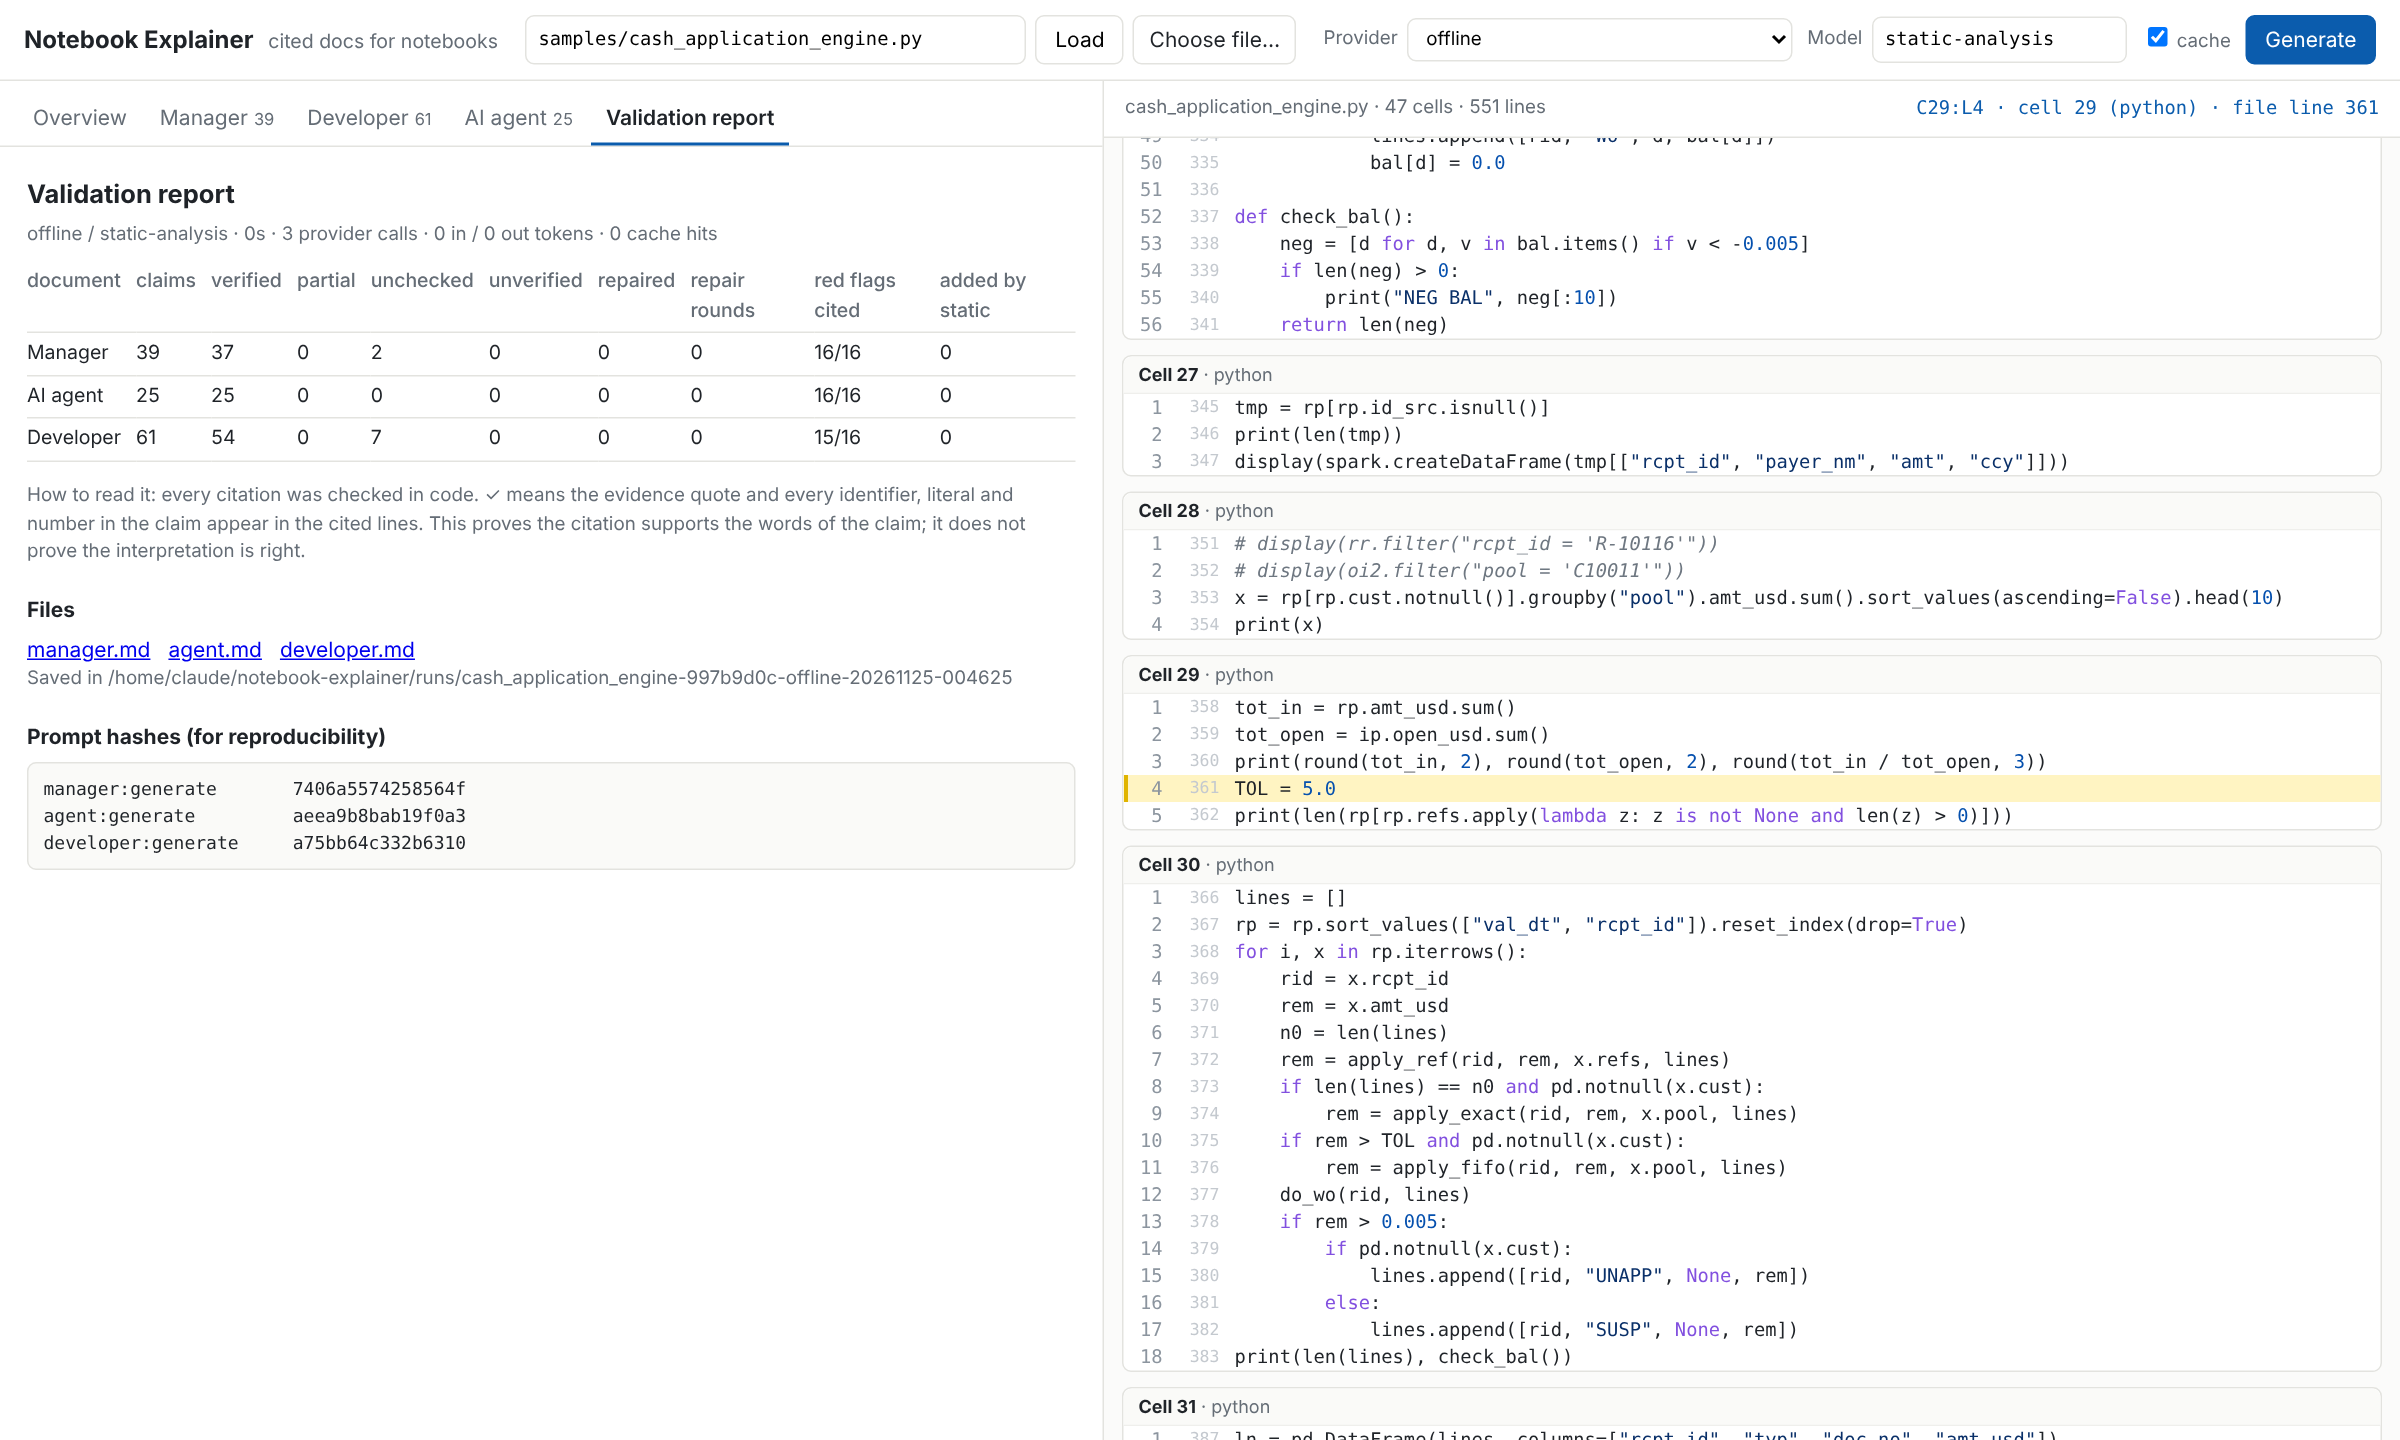 Notebook Explainer cited docs for notebooks samples/cash_application_engine.py Load Choose file... Provider offline Model static-analysis cache Generate
Overview Manager 39 Developer 61 AI agent 25 Validation report
Validation report
offline / static-analysis · 0s · 3 provider calls · 0 in / 0 out tokens · 0 cache hits
document claims verified partial unchecked unverified repaired repair rounds red flags cited added by static
Manager 39 37 0 2 0 0 0 16/16 0
AI agent 25 25 0 0 0 0 0 16/16 0
Developer 61 54 0 7 0 0 0 15/16 0
How to read it: every citation was checked in code. ✓ means the evidence quote and every identifier, literal and
number in the claim appear in the cited lines. This proves the citation supports the words of the claim; it does not
prove the interpretation is right.
Files
manager.md agent.md developer.md
Saved in /home/claude/notebook-explainer/runs/cash_application_engine-997b9d0c-offline-20261125-004625
Prompt hashes (for reproducibility)
manager:generate 7406a5574258564f
agent:generate aeea9b8bab19f0a3
developer:generate a75bb64c332b6310
cash_application_engine.py · 47 cells · 551 lines C29:L4 · cell 29 (python) · file line 361
49 334 lines.append([rid, "WO", d, bal[d]])
50 335 bal[d] = 0.0
51 336
52 337 def check_bal():
53 338 neg = [d for d, v in bal.items() if v < -0.005]
54 339 if len(neg) > 0:
55 340 print("NEG BAL", neg[:10])
56 341 return len(neg)
Cell 27 · python
1 345 tmp = rp[rp.id_src.isnull()]
2 346 print(len(tmp))
3 347 display(spark.createDataFrame(tmp[["rcpt_id", "payer_nm", "amt", "ccy"]]))
Cell 28 · python
1 351 # display(rr.filter("rcpt_id = 'R-10116'"))
2 352 # display(oi2.filter("pool = 'C10011'"))
3 353 x = rp[rp.cust.notnull()].groupby("pool").amt_usd.sum().sort_values(ascending=False).head(10)
4 354 print(x)
Cell 29 · python
1 358 tot_in = rp.amt_usd.sum()
2 359 tot_open = ip.open_usd.sum()
3 360 print(round(tot_in, 2), round(tot_open, 2), round(tot_in / tot_open, 3))
4 361 TOL = 5.0
5 362 print(len(rp[rp.refs.apply(lambda z: z is not None and len(z) > 0)]))
Cell 30 · python
1 366 lines = []
2 367 rp = rp.sort_values(["val_dt", "rcpt_id"]).reset_index(drop=True)
3 368 for i, x in rp.iterrows():
4 369 rid = x.rcpt_id
5 370 rem = x.amt_usd
6 371 n0 = len(lines)
7 372 rem = apply_ref(rid, rem, x.refs, lines)
8 373 if len(lines) == n0 and pd.notnull(x.cust):
9 374 rem = apply_exact(rid, rem, x.pool, lines)
10 375 if rem > TOL and pd.notnull(x.cust):
11 376 rem = apply_fifo(rid, rem, x.pool, lines)
12 377 do_wo(rid, lines)
13 378 if rem > 0.005:
14 379 if pd.notnull(x.cust):
15 380 lines.append([rid, "UNAPP", None, rem])
16 381 else:
17 382 lines.append([rid, "SUSP", None, rem])
18 383 print(len(lines), check_bal())
Cell 31 · python
1 387 ln = pd.DataFrame(lines, columns=["rcpt_id", "typ", "doc_no", "amt_usd"])